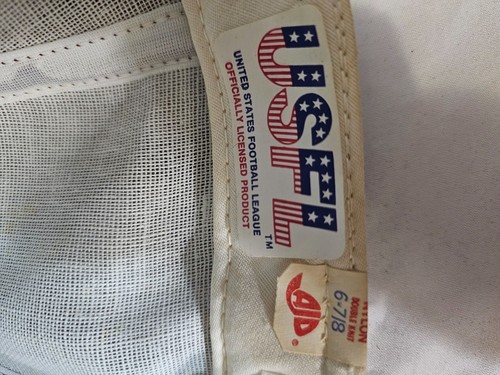 USFL
TM
UNITED STATES FOOTBALL LEAGUE
OFFICIALLY LICENSED PRODUCT
AJD
®
NYLON
DOUBLE KNIT
6-7/8